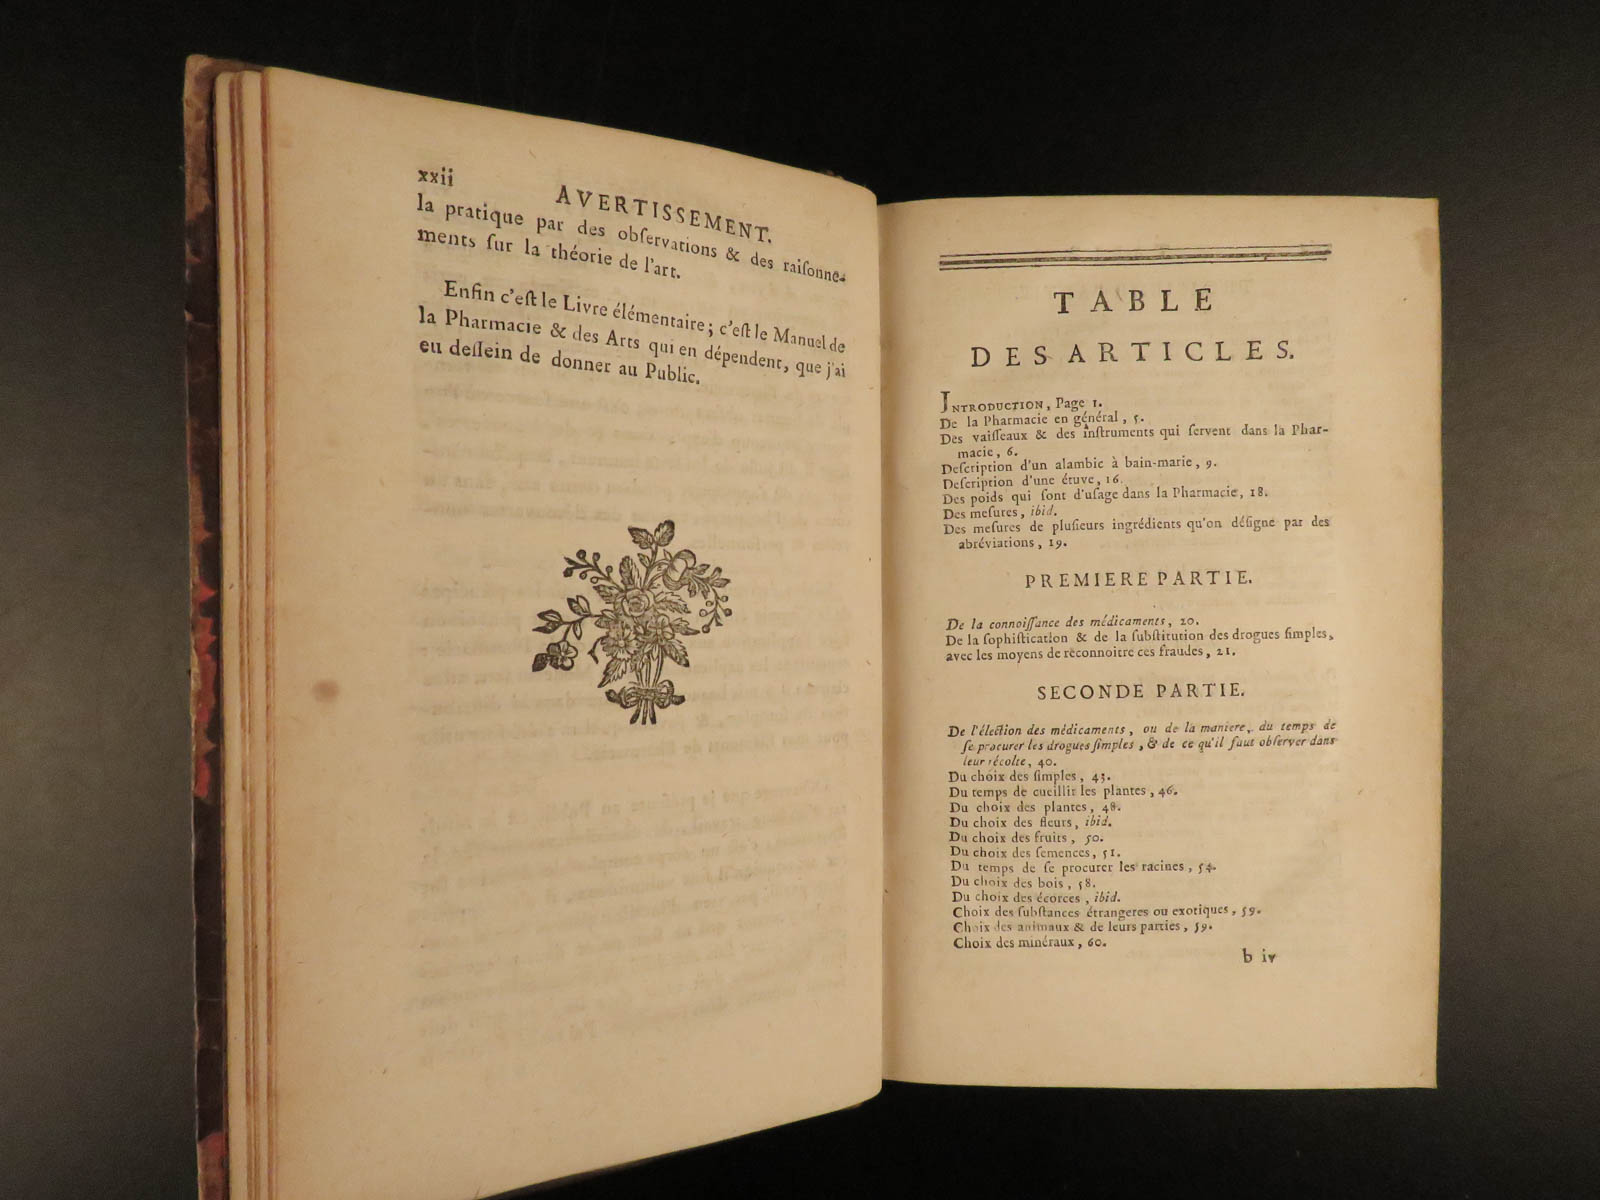 xxii
AVERTISSEMENT.
la pratique par des obſervations & des raiſonne-
ments ſur la théorie de l'art.
Enfin c'eſt le Livre élémentaire; c'eſt le Manuel de
la Pharmacie & des Arts qui en dépendent, que j'ai
eu deſſein de donner au Public.
TABLE
DES ARTICLES.
INTRODUCTION, Page 1.
De la Pharmacie en général, 5.
Des vaiſſeaux & des inſtruments qui ſervent dans la Phar-
macie, 6.
Deſcription d'un alambic à bain-marie, 9.
Deſcription d'une étuve, 16.
Des poids qui ſont d'uſage dans la Pharmacie, 18.
Des meſures, ibid.
Des meſures de pluſieurs ingrédients qu'on déſigne par des
abréviations, 19.
PREMIERE PARTIE.
De la connoiſſance des médicaments, 20.
De la ſophiſtication & de la ſubſtitution des drogues ſimples,
avec les moyens de reconnoitre ces fraudes, 21.
SECONDE PARTIE.
De l'élection des médicaments, ou de la maniere, du temps de
ſe procurer les drogues ſimples, & de ce qu'il faut obſerver dans
leur récolte, 40.
Du choix des ſimples, 43.
Du temps de cueillir les plantes, 46.
Du choix des plantes, 48.
Du choix des fleurs, ibid.
Du choix des fruits, 50.
Du choix des ſemences, 51.
Du temps de ſe procurer les racines, 54.
Du choix des bois, 58.
Du choix des écorces, ibid.
Choix des ſubſtances étrangeres ou exotiques, 59.
Choix des animaux & de leurs parties, 59.
Choix des minéraux, 60.
b iv